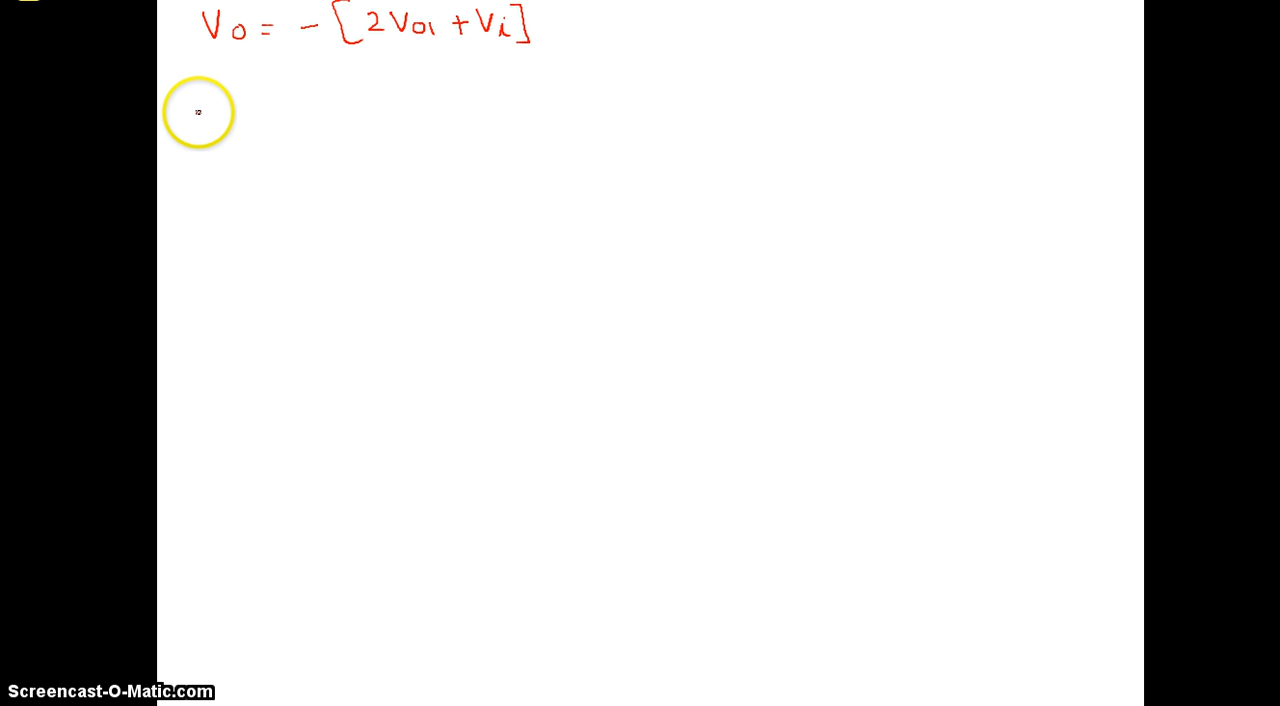 Vo = - [2Vo1 + Vi]
Screencast-O-Matic.com